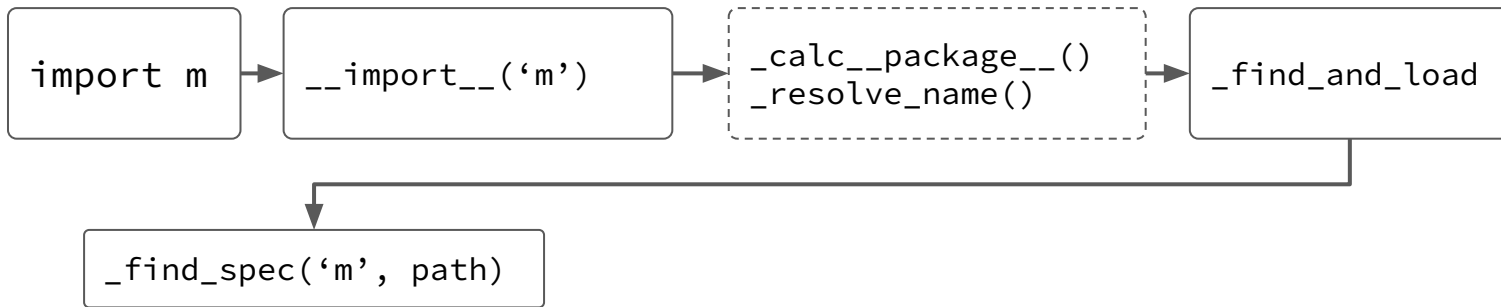 import m
__import__(‘m’)
_calc__package__()
_resolve_name()
_find_and_load
_find_spec(‘m’, path)